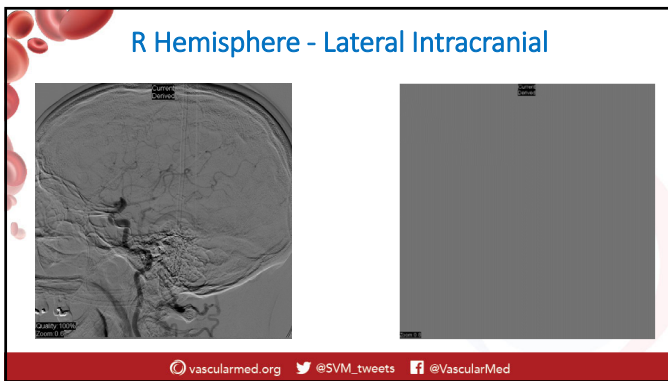 R Hemisphere - Lateral Intracranial
Current
Derived
Current
Derived
Quality: 100%
vascularmed.org @SVM_tweets @VascularMed